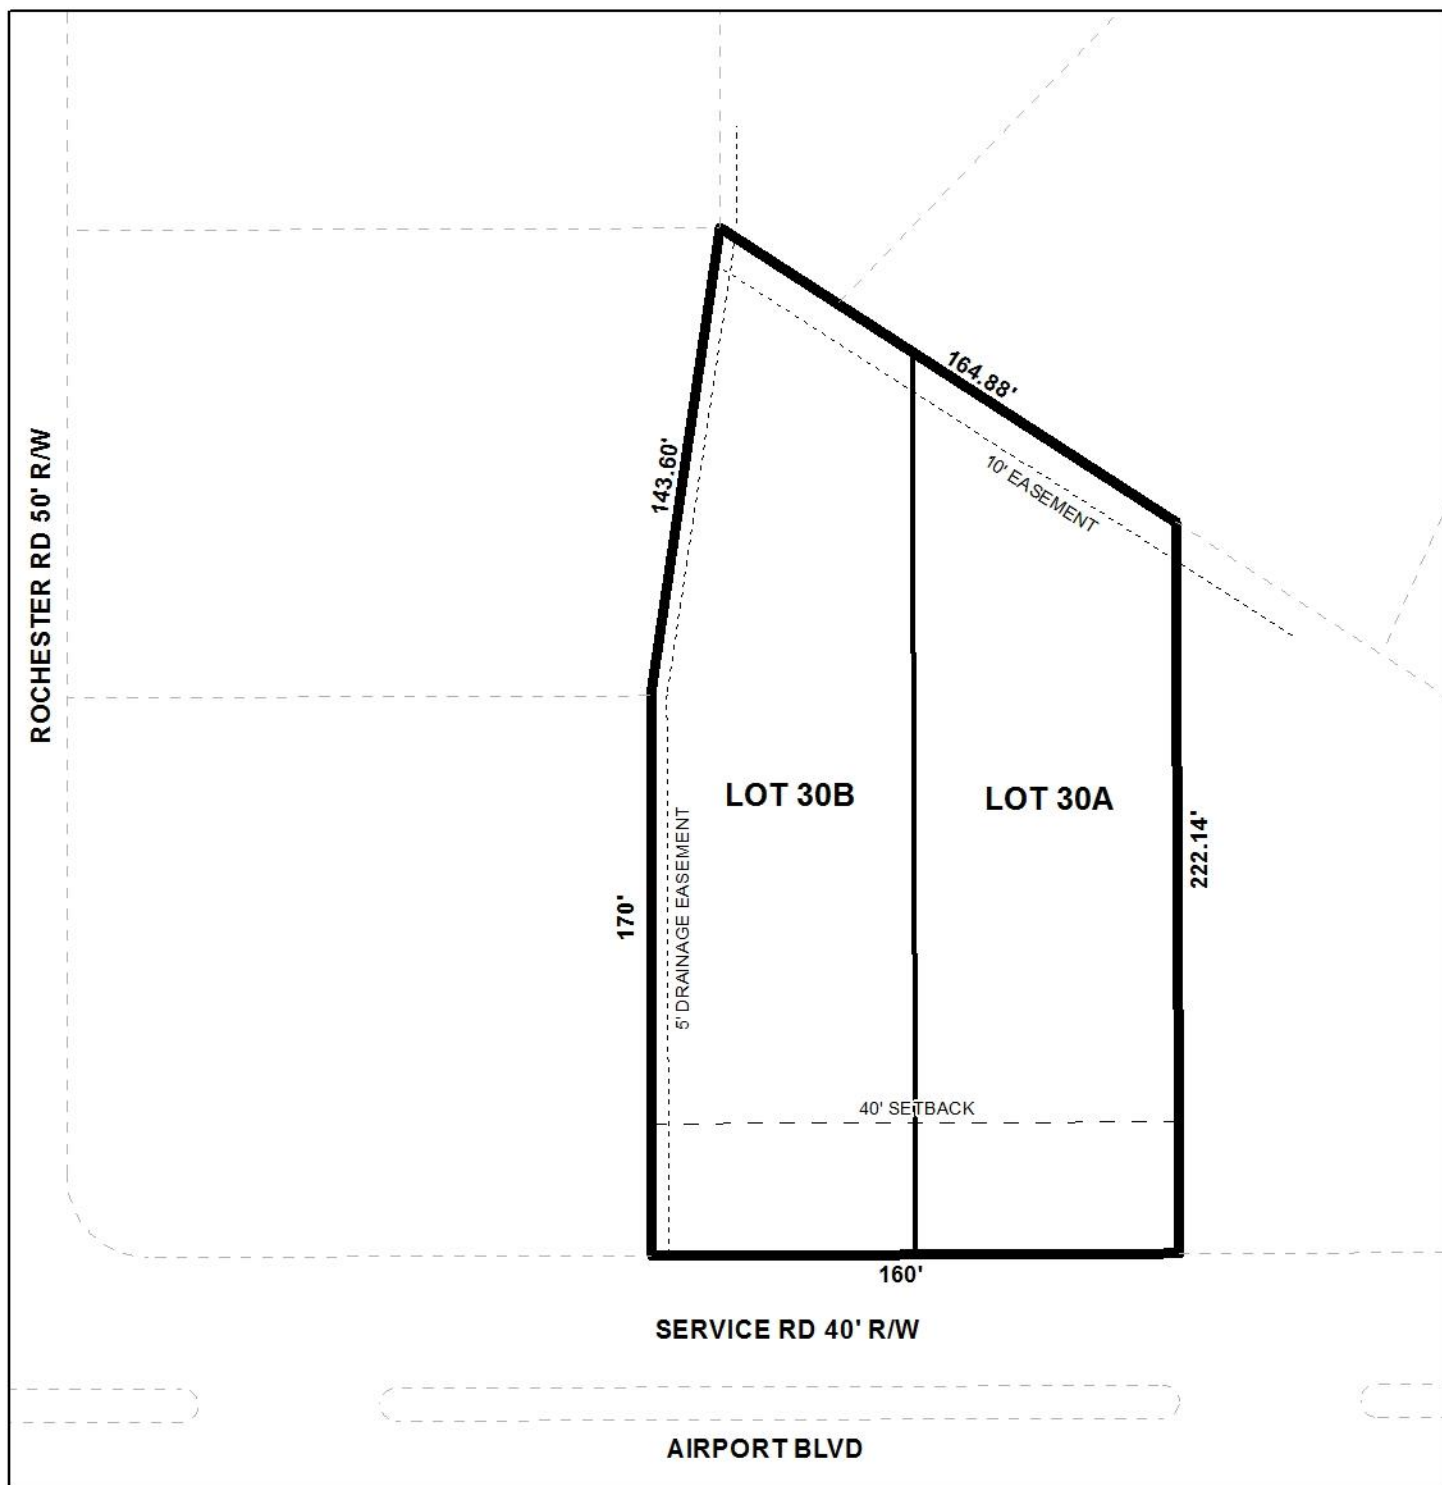 164.88'
143.60'
10' EASEMENT
ROCHESTER RD 50' R/W
LOT 30B
LOT 30A
222.14'
5' DRAINAGE EASEMENT
170'
40' SETBACK
160'
SERVICE RD 40' R/W
AIRPORT BLVD